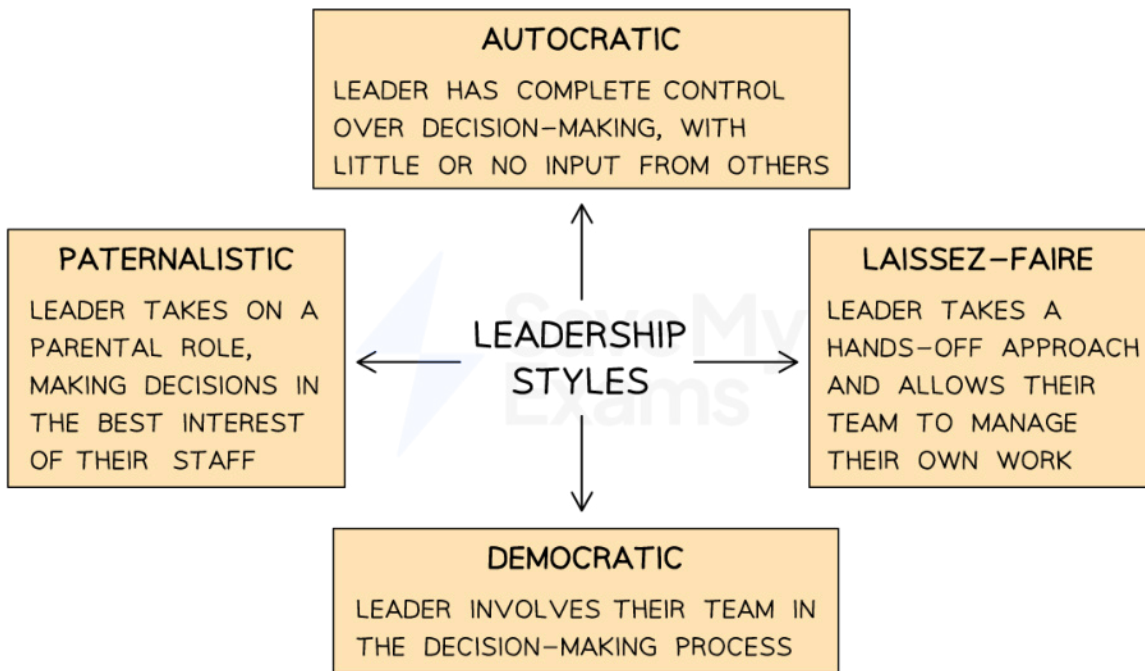 AUTOCRATIC
LEADER HAS COMPLETE CONTROL
OVER DECISION-MAKING, WITH
LITTLE OR NO INPUT FROM OTHERS
PATERNALISTIC
LEADER TAKES ON A
PARENTAL ROLE,
MAKING DECISIONS IN
THE BEST INTEREST
OF THEIR STAFF
LEADERSHIP
STYLES
Save My
Exams
LAISSEZ-FAIRE
LEADER TAKES A
HANDS-OFF APPROACH
AND ALLOWS THEIR
TEAM TO MANAGE
THEIR OWN WORK
DEMOCRATIC
LEADER INVOLVES THEIR TEAM IN
THE DECISION-MAKING PROCESS